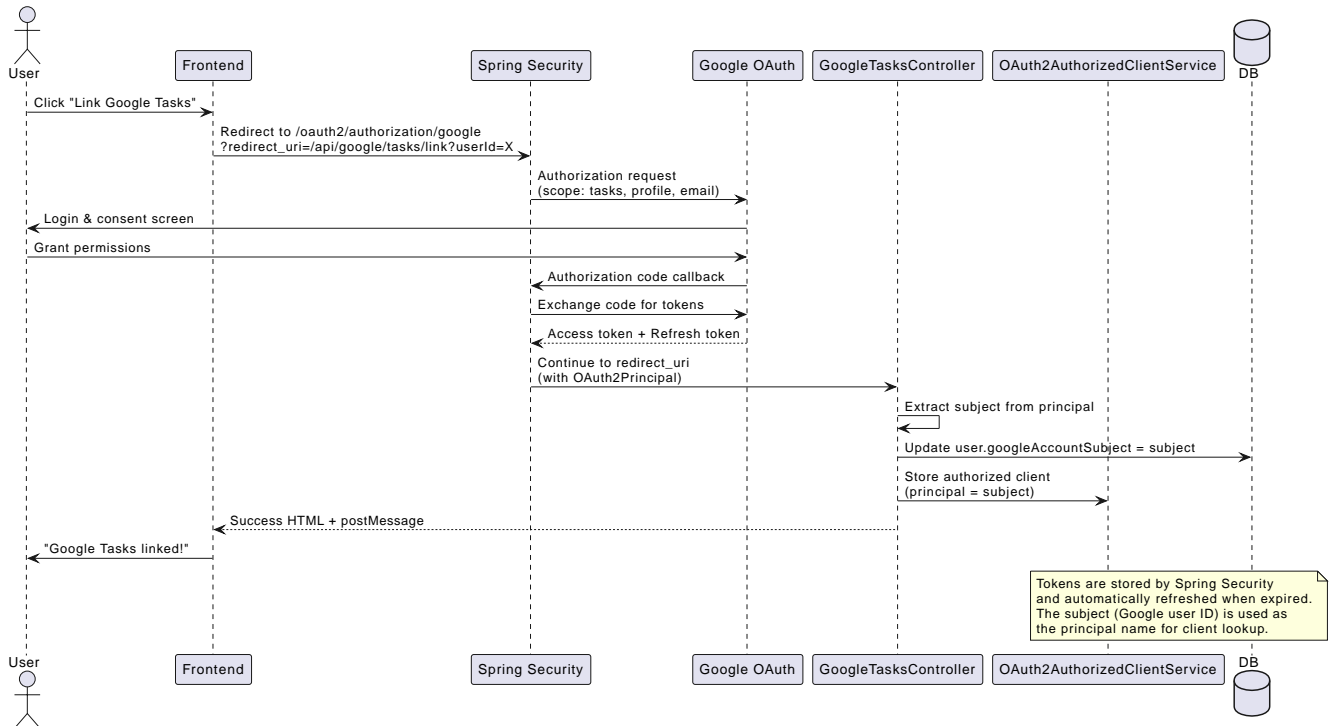 User
Frontend
Spring Security
Google OAuth
GoogleTasksController
OAuth2AuthorizedClientService
DB
Click "Link Google Tasks"
Redirect to /oauth2/authorization/google
?redirect_uri=/api/google/tasks/link?userId=X
Authorization request
(scope: tasks, profile, email)
Login & consent screen
Grant permissions
Authorization code callback
Exchange code for tokens
Access token + Refresh token
Continue to redirect_uri
(with OAuth2Principal)
Extract subject from principal
Update user.googleAccountSubject = subject
Store authorized client
(principal = subject)
Success HTML + postMessage
"Google Tasks linked!"
Tokens are stored by Spring Security
and automatically refreshed when expired.
The subject (Google user ID) is used as
the principal name for client lookup.
User
Frontend
Spring Security
Google OAuth
GoogleTasksController
OAuth2AuthorizedClientService
DB